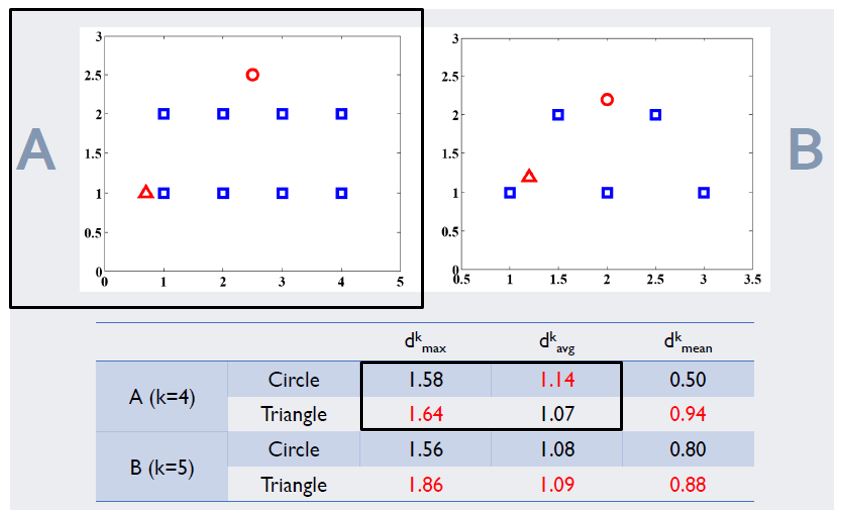 A
3
2.5
2
1.5
1
0.5
0
0 1 2 3 4 5
B
3
2.5
2
1.5
1
0.5
0
0.5 1 1.5 2 2.5 3 3.5
dᵏmax dᵏavg dᵏmean
A (k=4) Circle 1.58 1.14 0.50
Triangle 1.64 1.07 0.94
B (k=5) Circle 1.56 1.08 0.80
Triangle 1.86 1.09 0.88